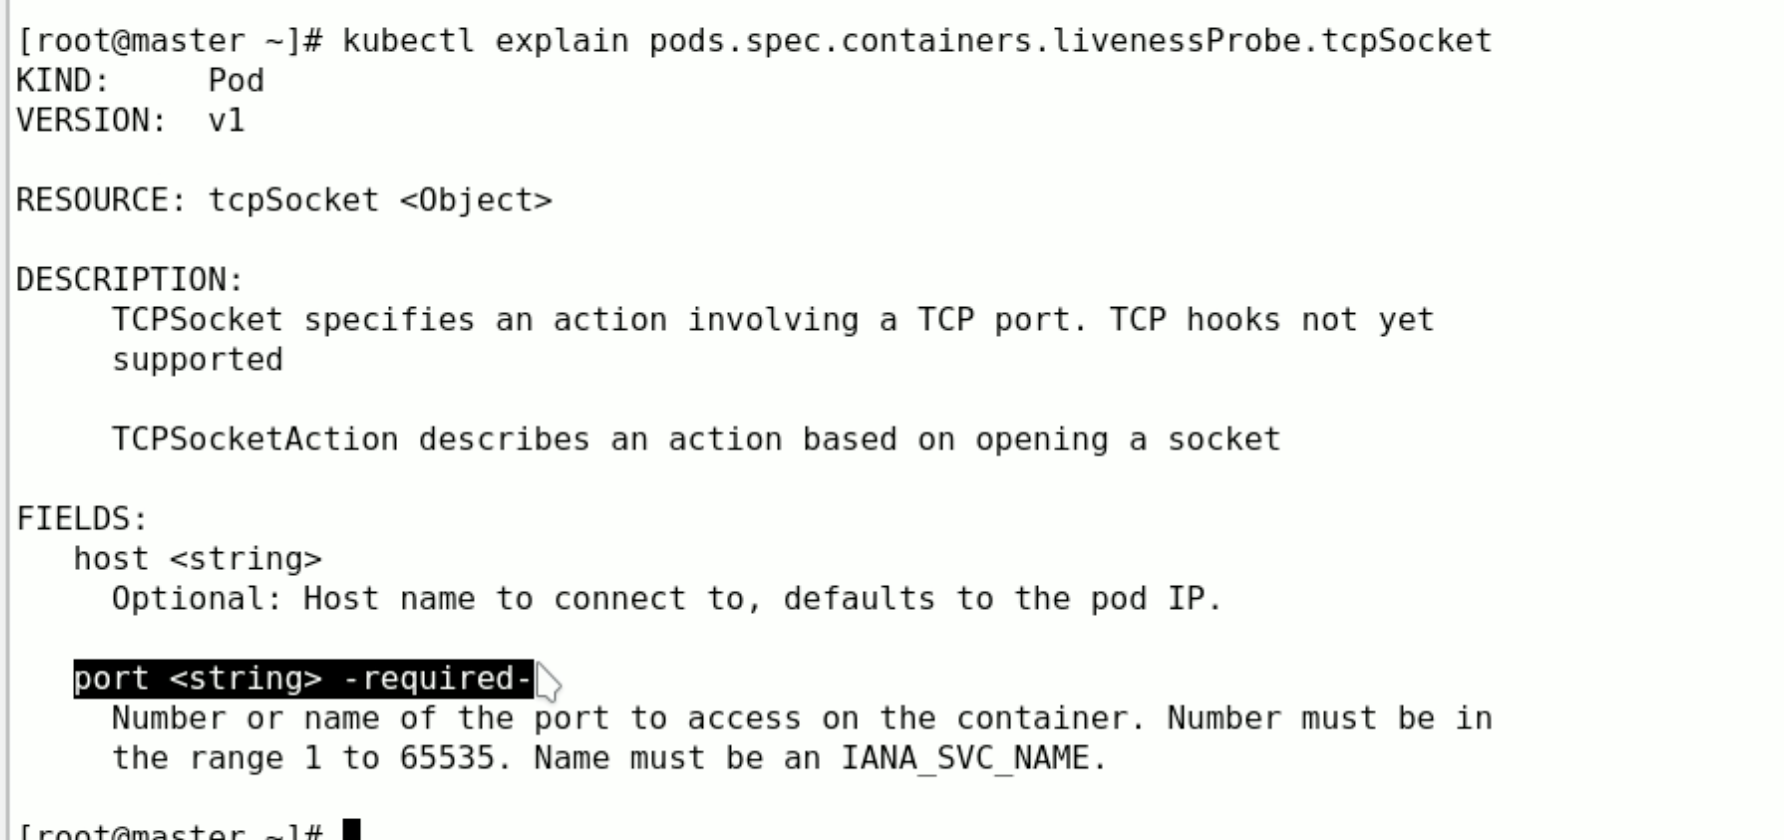 [root@master ~]# kubectl explain pods.spec.containers.livenessProbe.tcpSocket
KIND:     Pod
VERSION:  v1
RESOURCE: tcpSocket <Object>
DESCRIPTION:
     TCPSocket specifies an action involving a TCP port. TCP hooks not yet
     supported
     TCPSocketAction describes an action based on opening a socket
FIELDS:
   host <string>
     Optional: Host name to connect to, defaults to the pod IP.
   port <string> -required-
     Number or name of the port to access on the container. Number must be in
     the range 1 to 65535. Name must be an IANA_SVC_NAME.
[root@master ~]#